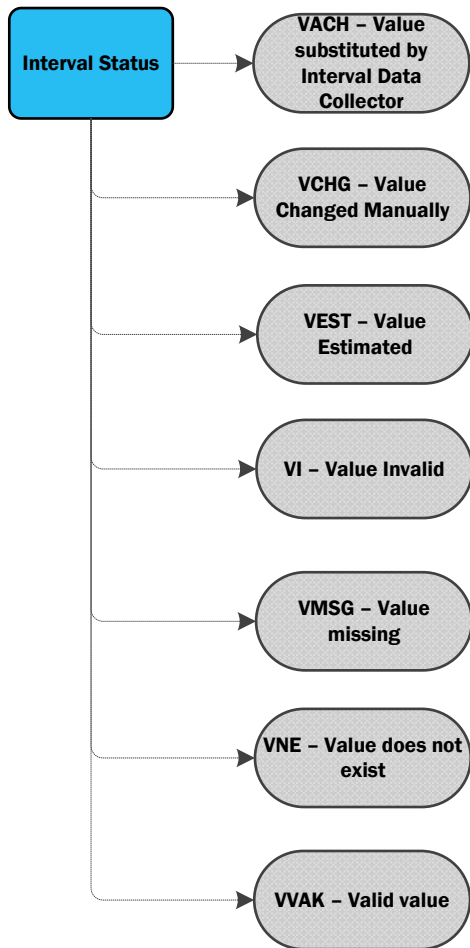 Interval Status
VACH – Value
substituted by
Interval Data
Collector
VCHG – Value
Changed Manually
VEST – Value
Estimated
VI – Value Invalid
VMSG – Value
missing
VNE – Value does not
exist
VVAK – Valid value